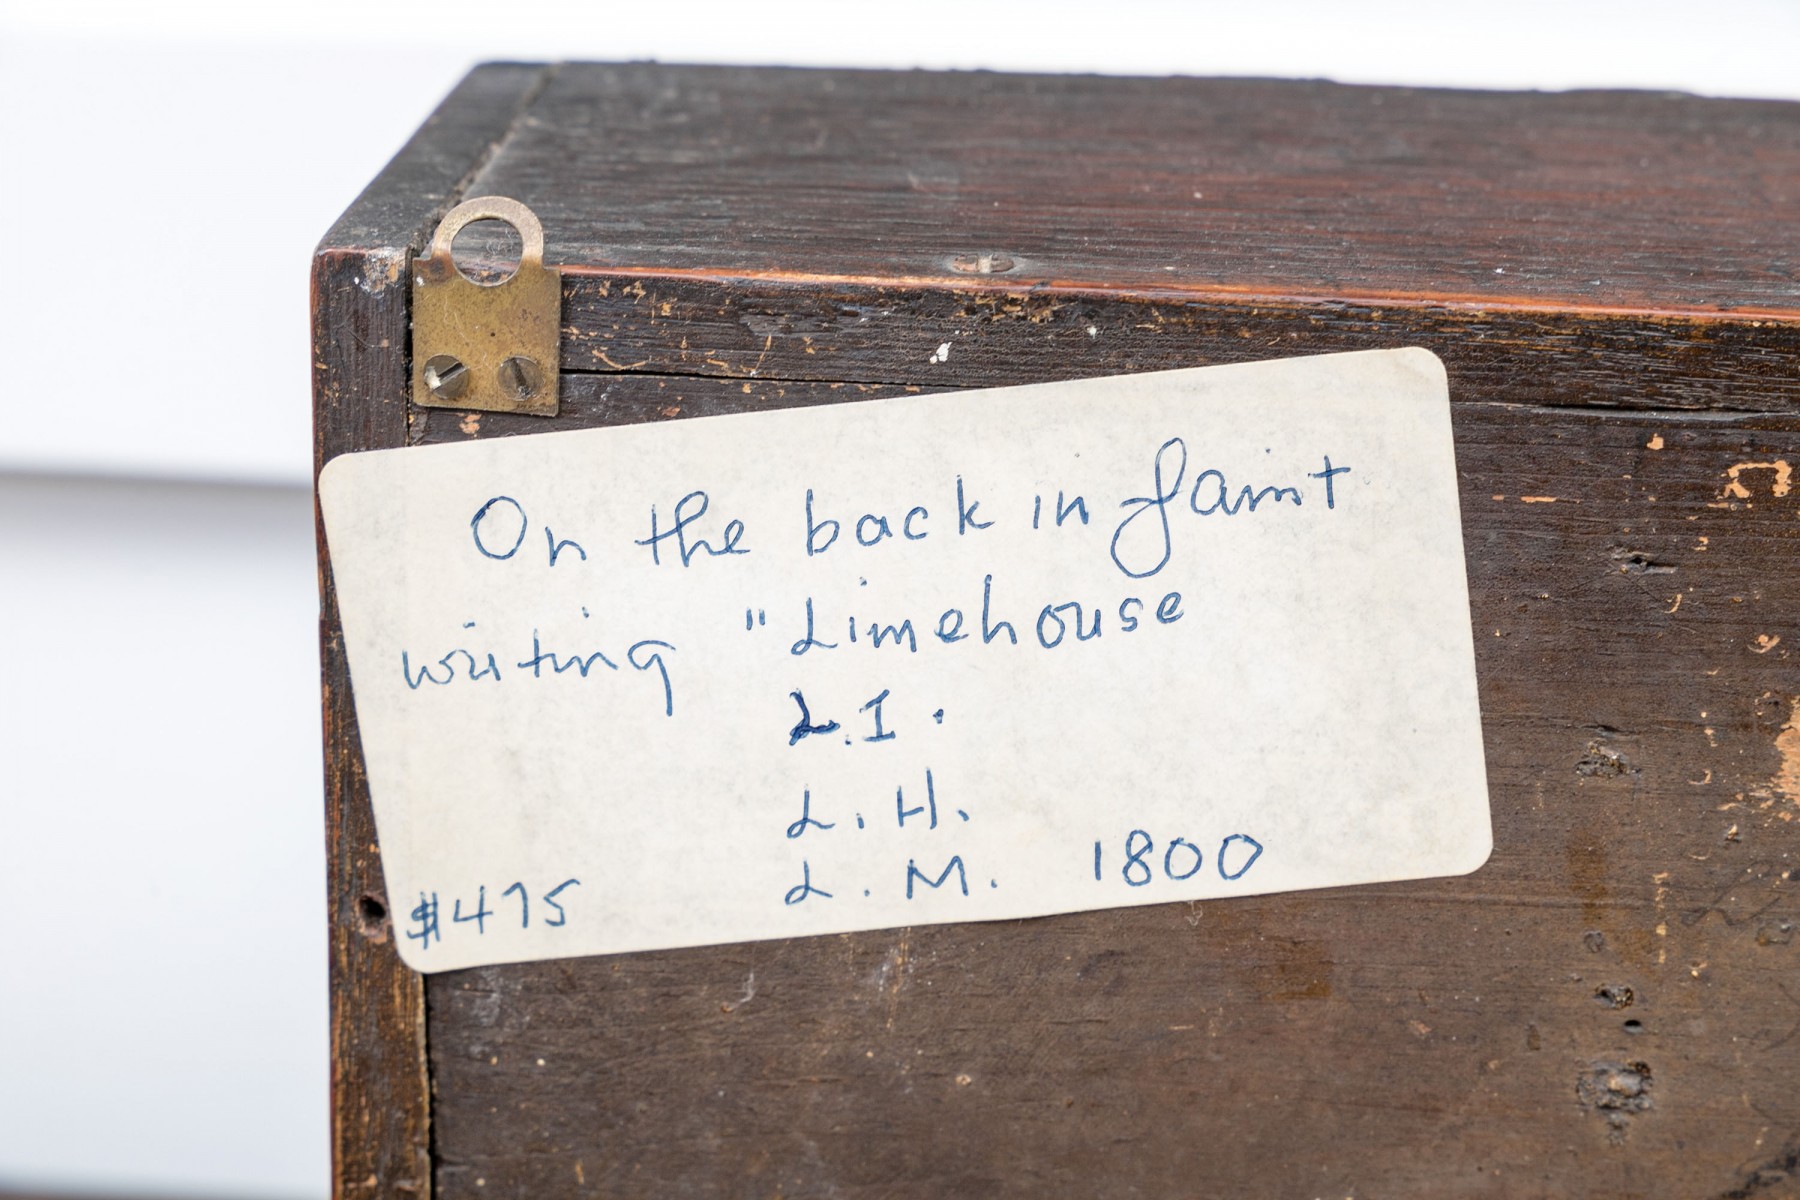 On the back in faint
writing "Limehouse
L.I.
L.H.
L.M. 1800
$475